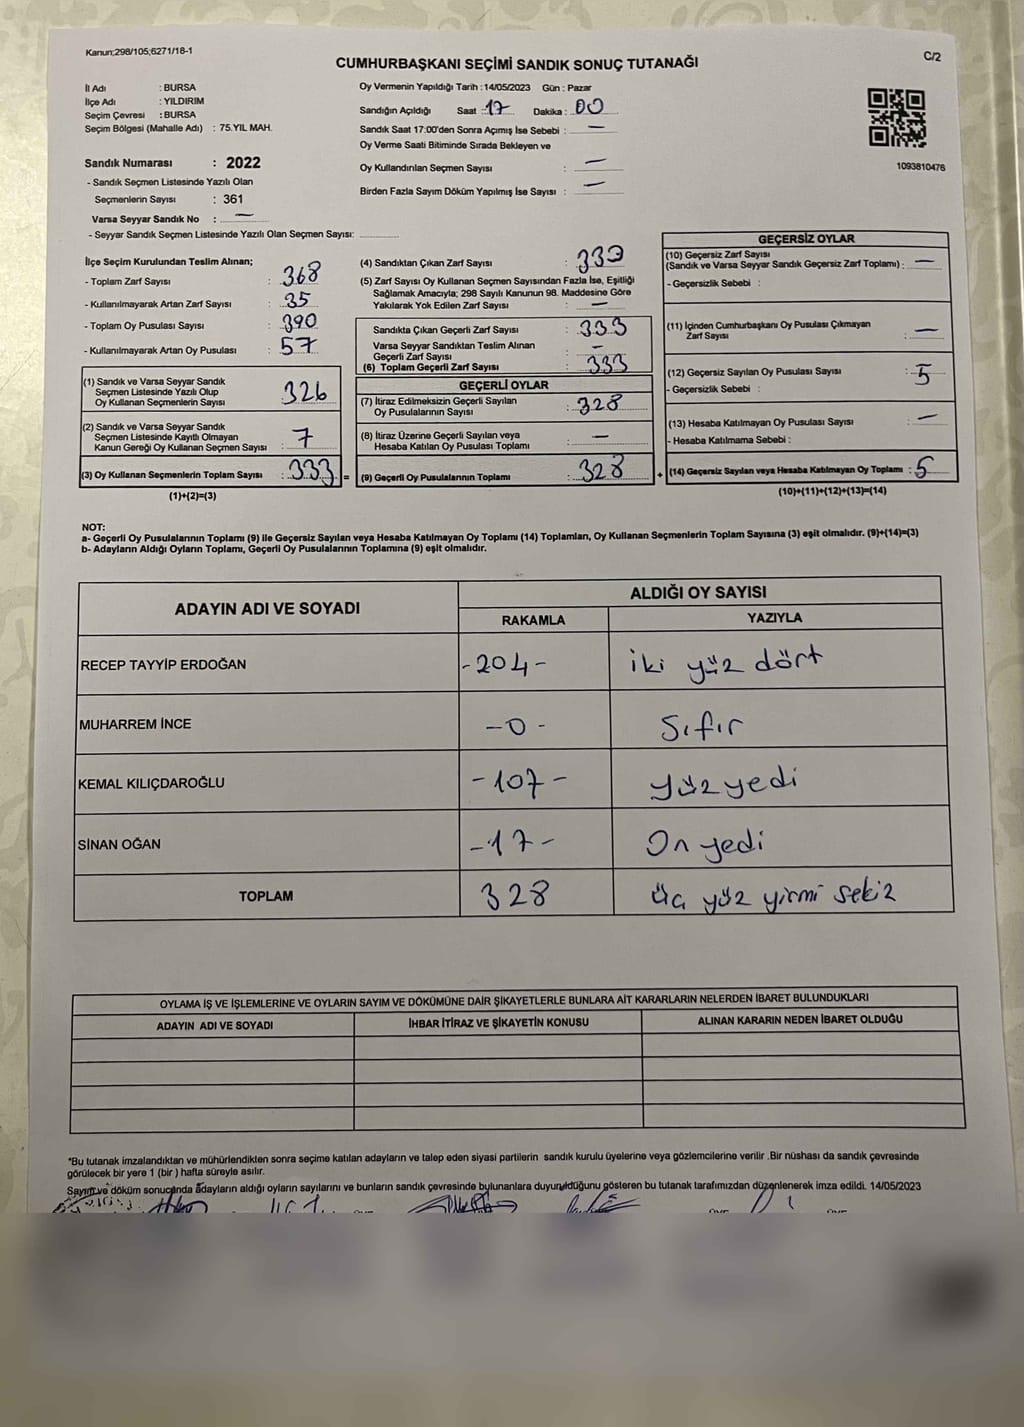 Kanun;298/105;6271/18-1
C/2
CUMHURBAŞKANI SEÇİMİ SANDIK SONUÇ TUTANAĞI
İl Adı : BURSA
İlçe Adı : YILDIRIM
Seçim Çevresi : BURSA
Seçim Bölgesi (Mahalle Adı) : 75.YIL MAH.
Sandık Numarası : 2022
- Sandık Seçmen Listesinde Yazılı Olan
Seçmenlerin Sayısı : 361
Varsa Seyyar Sandık No : —
- Seyyar Sandık Seçmen Listesinde Yazılı Olan Seçmen Sayısı:
Oy Vermenin Yapıldığı Tarih : 14/05/2023 Gün : Pazar
Sandığın Açıldığı Saat : 17 Dakika : 00
Sandık Saat 17:00'den Sonra Açımış İse Sebebi : —
Oy Verme Saati Bitiminde Sırada Bekleyen ve
Oy Kullandırılan Seçmen Sayısı : —
Birden Fazla Sayım Döküm Yapılmış İse Sayısı : —
1093810476
İlçe Seçim Kurulundan Teslim Alınan;
- Toplam Zarf Sayısı : 368
- Kullanılmayarak Artan Zarf Sayısı : 35
- Toplam Oy Pusulası Sayısı : 390
- Kullanılmayarak Artan Oy Pusulası : 57
(1) Sandık ve Varsa Seyyar Sandık
Seçmen Listesinde Yazılı Olup
Oy Kullanan Seçmenlerin Sayısı : 326
(2) Sandık ve Varsa Seyyar Sandık
Seçmen Listesinde Kayıtlı Olmayan
Kanun Gereği Oy Kullanan Seçmen Sayısı : 7
(3) Oy Kullanan Seçmenlerin Toplam Sayısı : 333 =
(1)+(2)=(3)
(4) Sandıktan Çıkan Zarf Sayısı : 333
(5) Zarf Sayısı Oy Kullanan Seçmen Sayısından Fazla İse, Eşitliği
Sağlamak Amacıyla; 298 Sayılı Kanunun 98. Maddesine Göre
Yakılarak Yok Edilen Zarf Sayısı : —
Sandıkta Çıkan Geçerli Zarf Sayısı : 333
Varsa Seyyar Sandıktan Teslim Alınan
Geçerli Zarf Sayısı : —
(6) Toplam Geçerli Zarf Sayısı : 333
GEÇERLİ OYLAR
(7) İtiraz Edilmeksizin Geçerli Sayılan
Oy Pusulalarının Sayısı : 328
(8) İtiraz Üzerine Geçerli Sayılan veya
Hesaba Katılan Oy Pusulası Toplamı : —
(9) Geçerli Oy Pusulalarının Toplamı : 328 +
GEÇERSİZ OYLAR
(10) Geçersiz Zarf Sayısı
(Sandık ve Varsa Seyyar Sandık Geçersiz Zarf Toplamı) : —
- Geçersizlik Sebebi :
(11) İçinden Cumhurbaşkanı Oy Pusulası Çıkmayan
Zarf Sayısı : —
(12) Geçersiz Sayılan Oy Pusulası Sayısı : 5
- Geçersizlik Sebebi :
(13) Hesaba Katılmayan Oy Pusulası Sayısı : —
- Hesaba Katılmama Sebebi :
(14) Geçersiz Sayılan veya Hesaba Katılmayan Oy Toplamı : 5
(10)+(11)+(12)+(13)=(14)
NOT:
a- Geçerli Oy Pusulalarının Toplamı (9) ile Geçersiz Sayılan veya Hesaba Katılmayan Oy Toplamı (14) Toplamları, Oy Kullanan Seçmenlerin Toplam Sayısına (3) eşit olmalıdır. (9)+(14)=(3)
b- Adayların Aldığı Oyların Toplamı, Geçerli Oy Pusulalarının Toplamına (9) eşit olmalıdır.
ADAYIN ADI VE SOYADI ALDIĞI OY SAYISI
RAKAMLA YAZIYLA
RECEP TAYYİP ERDOĞAN -204- iki yüz dört
MUHARREM İNCE -0- Sıfır
KEMAL KILIÇDAROĞLU -107- yüz yedi
SİNAN OĞAN -17- On yedi
TOPLAM 328 üç yüz yirmi sekiz
OYLAMA İŞ VE İŞLEMLERİNE VE OYLARIN SAYIM VE DÖKÜMÜNE DAİR ŞİKAYETLERLE BUNLARA AİT KARARLARIN NELERDEN İBARET BULUNDUKLARI
ADAYIN ADI VE SOYADI İHBAR İTİRAZ VE ŞİKAYETİN KONUSU ALINAN KARARIN NEDEN İBARET OLDUĞU
*Bu tutanak imzalandıktan ve mühürlendikten sonra seçime katılan adayların ve talep eden siyasi partilerin sandık kurulu üyelerine veya gözlemcilerine verilir .Bir nüshası da sandık çevresinde
görülecek bir yere 1 (bir ) hafta süreyle asılır.
Sayım ve döküm sonucunda adayların aldığı oyların sayılarını ve bunların sandık çevresinde bulunanlara duyurulduğunu gösteren bu tutanak tarafımızdan düzenlenerek imza edildi. 14/05/2023